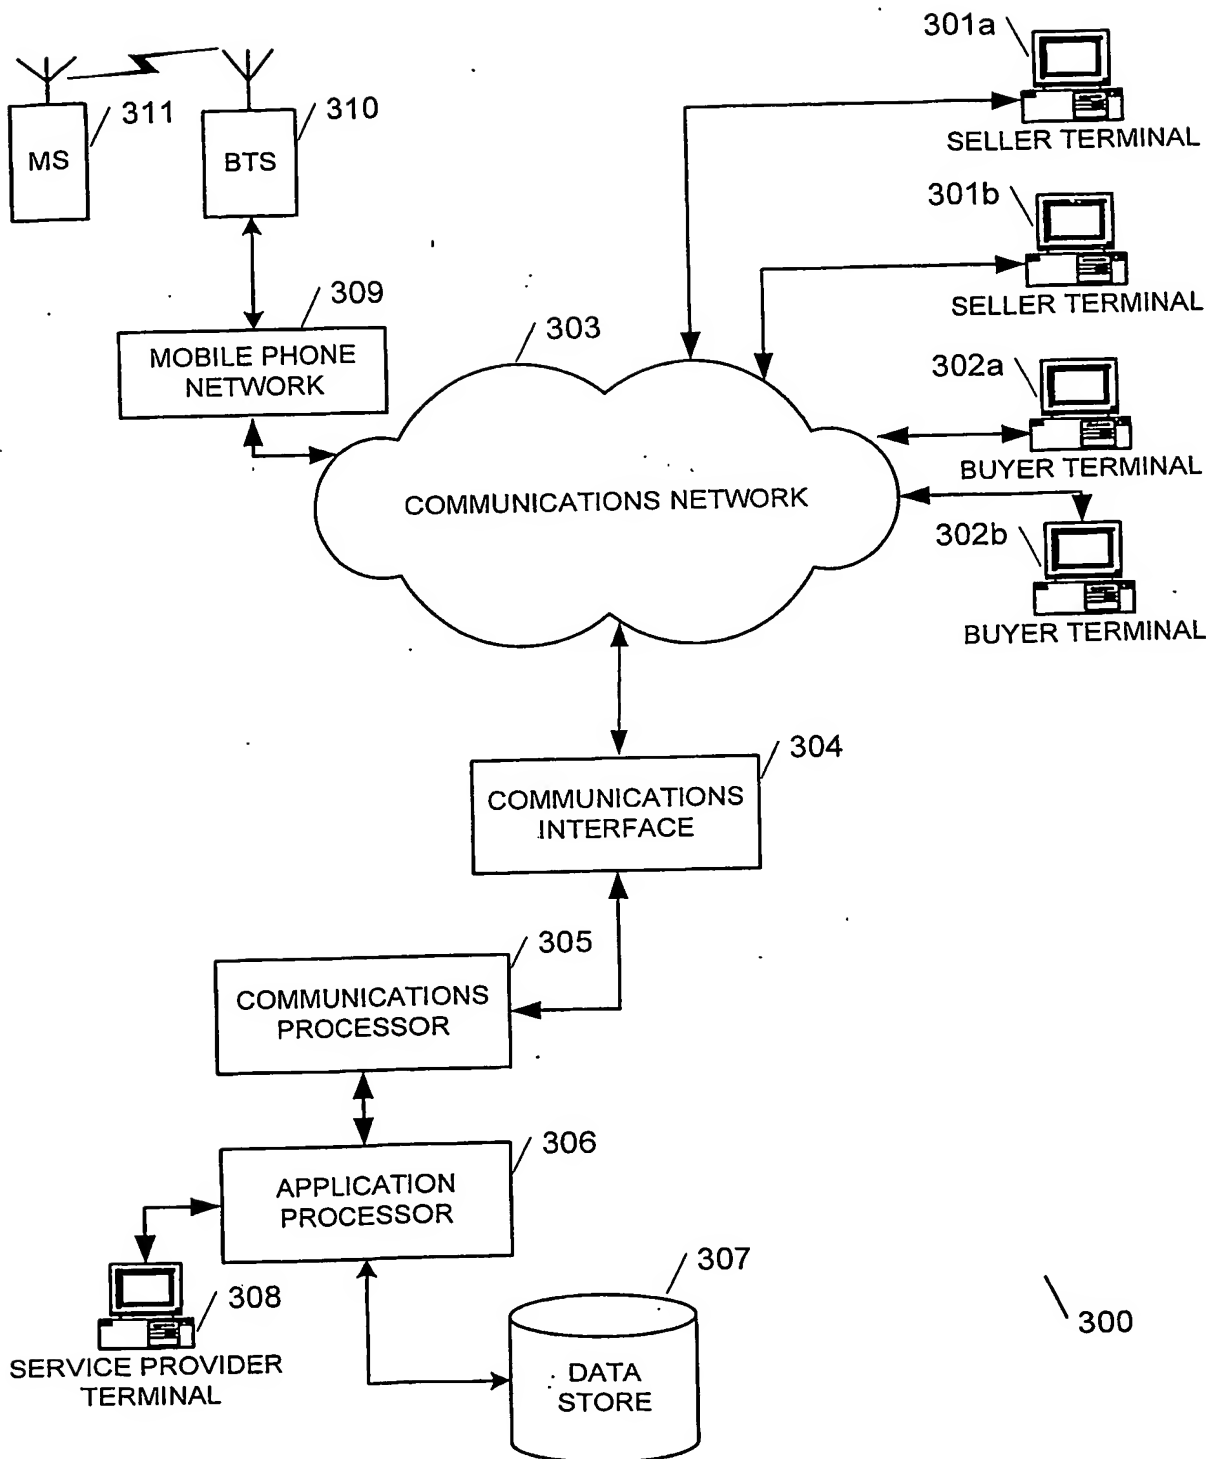 301a
SELLER TERMINAL
311
310
MS
BTS
301b
SELLER TERMINAL
309
MOBILE PHONE
NETWORK
303
302a
BUYER TERMINAL
COMMUNICATIONS NETWORK
302b
BUYER TERMINAL
304
COMMUNICATIONS
INTERFACE
305
COMMUNICATIONS
PROCESSOR
306
APPLICATION
PROCESSOR
308
SERVICE PROVIDER
TERMINAL
307
DATA
STORE
300